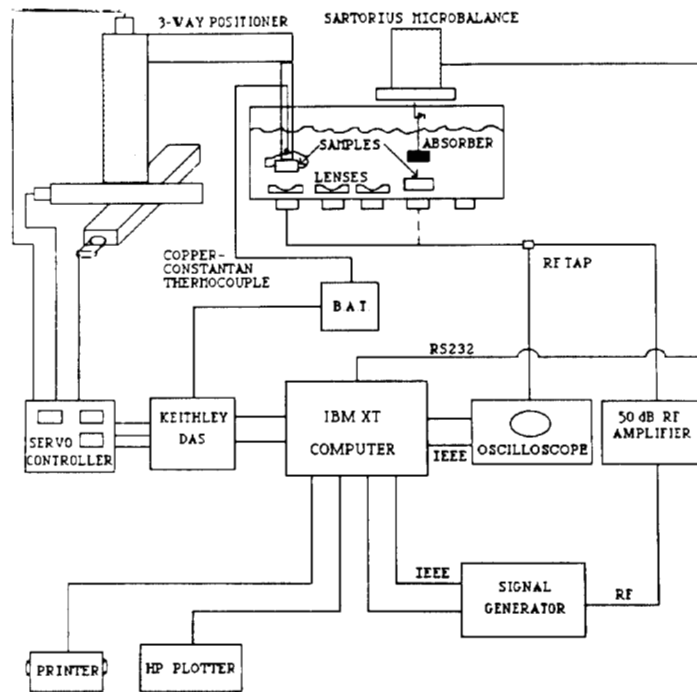 3-WAY POSITIONER
SARTORIUS MICROBALANCE
SAMPLES
ABSORBER
LENSES
COPPER-
CONSTANTAN
THERMOCOUPLE
RF TAP
B.A.T.
RS232
SERVO
CONTROLLER
KEITHLEY
DAS
IBM XT
COMPUTER
IEEE
OSCILLOSCOPE
50 dB RF
AMPLIFIER
IEEE
SIGNAL
GENERATOR
RF
PRINTER
HP PLOTTER